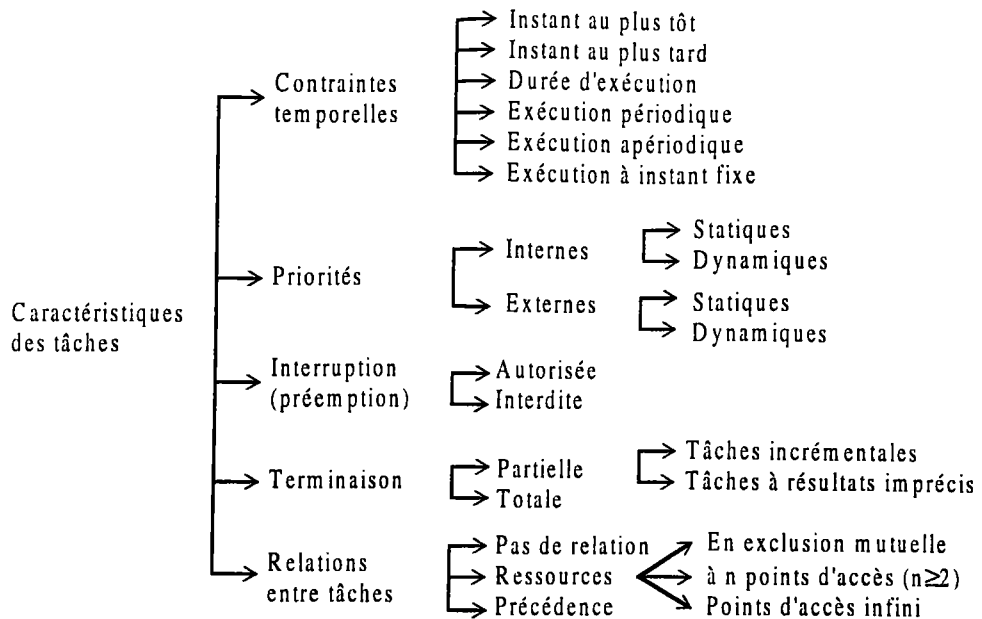 Caractéristiques
des tâches
Contraintes
temporelles
Instant au plus tôt
Instant au plus tard
Durée d'exécution
Exécution périodique
Exécution apériodique
Exécution à instant fixe
Priorités
Internes
Statiques
Dynamiques
Externes
Statiques
Dynamiques
Interruption
(préemption)
Autorisée
Interdite
Terminaison
Partielle
Tâches incrémentales
Tâches à résultats imprécis
Totale
Relations
entre tâches
Pas de relation
Ressources
En exclusion mutuelle
à n points d'accès (n≥2)
Points d'accès infini
Précédence